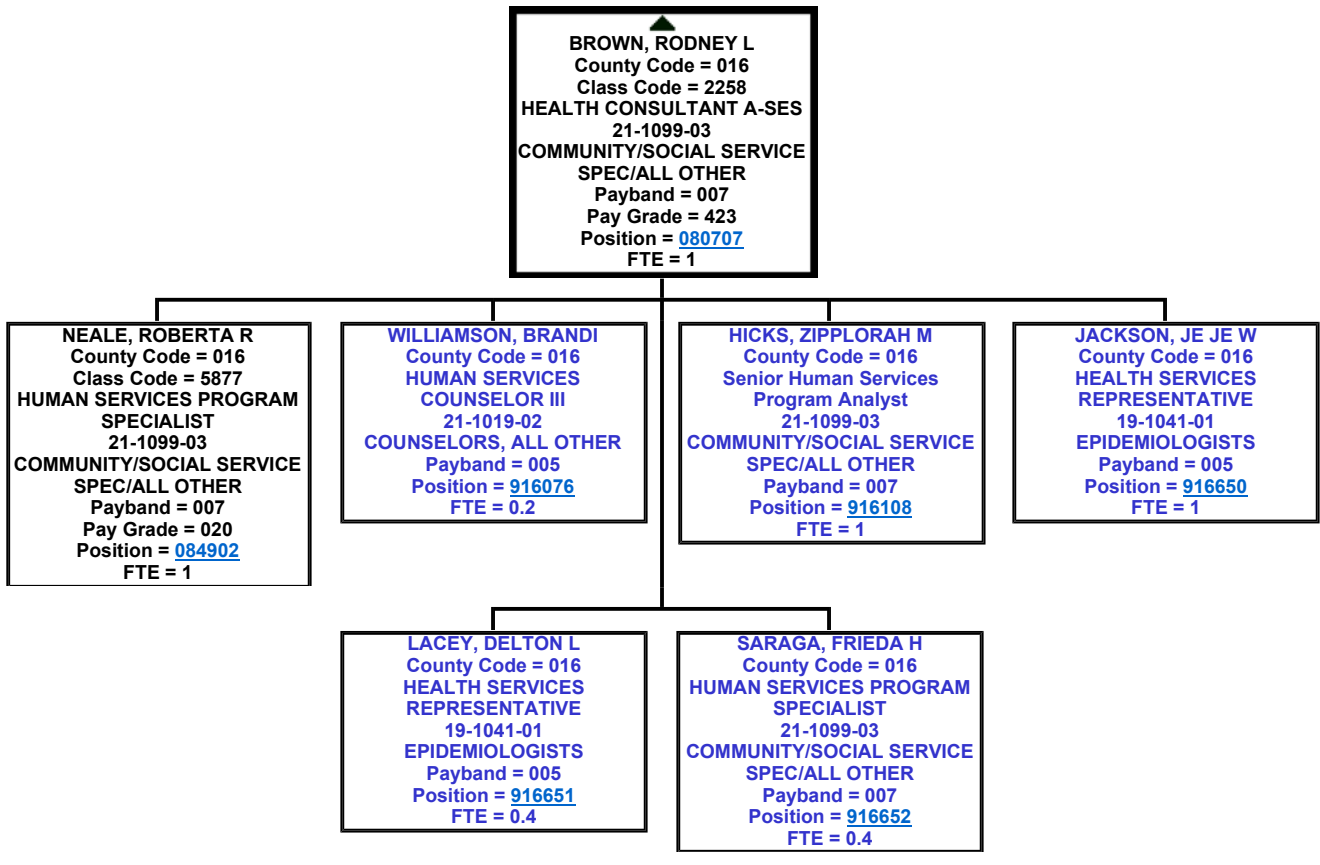 BROWN, RODNEY L
County Code = 016
Class Code = 2258
HEALTH CONSULTANT A-SES
21-1099-03
COMMUNITY/SOCIAL SERVICE
SPEC/ALL OTHER
Payband = 007
Pay Grade = 423
Position = 080707
FTE = 1
NEALE, ROBERTA R
County Code = 016
Class Code = 5877
HUMAN SERVICES PROGRAM
SPECIALIST
21-1099-03
COMMUNITY/SOCIAL SERVICE
SPEC/ALL OTHER
Payband = 007
Pay Grade = 020
Position = 084902
FTE = 1
WILLIAMSON, BRANDI
County Code = 016
HUMAN SERVICES
COUNSELOR III
21-1019-02
COUNSELORS, ALL OTHER
Payband = 005
Position = 916076
FTE = 0.2
HICKS, ZIPPLORAH M
County Code = 016
Senior Human Services
Program Analyst
21-1099-03
COMMUNITY/SOCIAL SERVICE
SPEC/ALL OTHER
Payband = 007
Position = 916108
FTE = 1
JACKSON, JE JE W
County Code = 016
HEALTH SERVICES
REPRESENTATIVE
19-1041-01
EPIDEMIOLOGISTS
Payband = 005
Position = 916650
FTE = 1
LACEY, DELTON L
County Code = 016
HEALTH SERVICES
REPRESENTATIVE
19-1041-01
EPIDEMIOLOGISTS
Payband = 005
Position = 916651
FTE = 0.4
SARAGA, FRIEDA H
County Code = 016
HUMAN SERVICES PROGRAM
SPECIALIST
21-1099-03
COMMUNITY/SOCIAL SERVICE
SPEC/ALL OTHER
Payband = 007
Position = 916652
FTE = 0.4